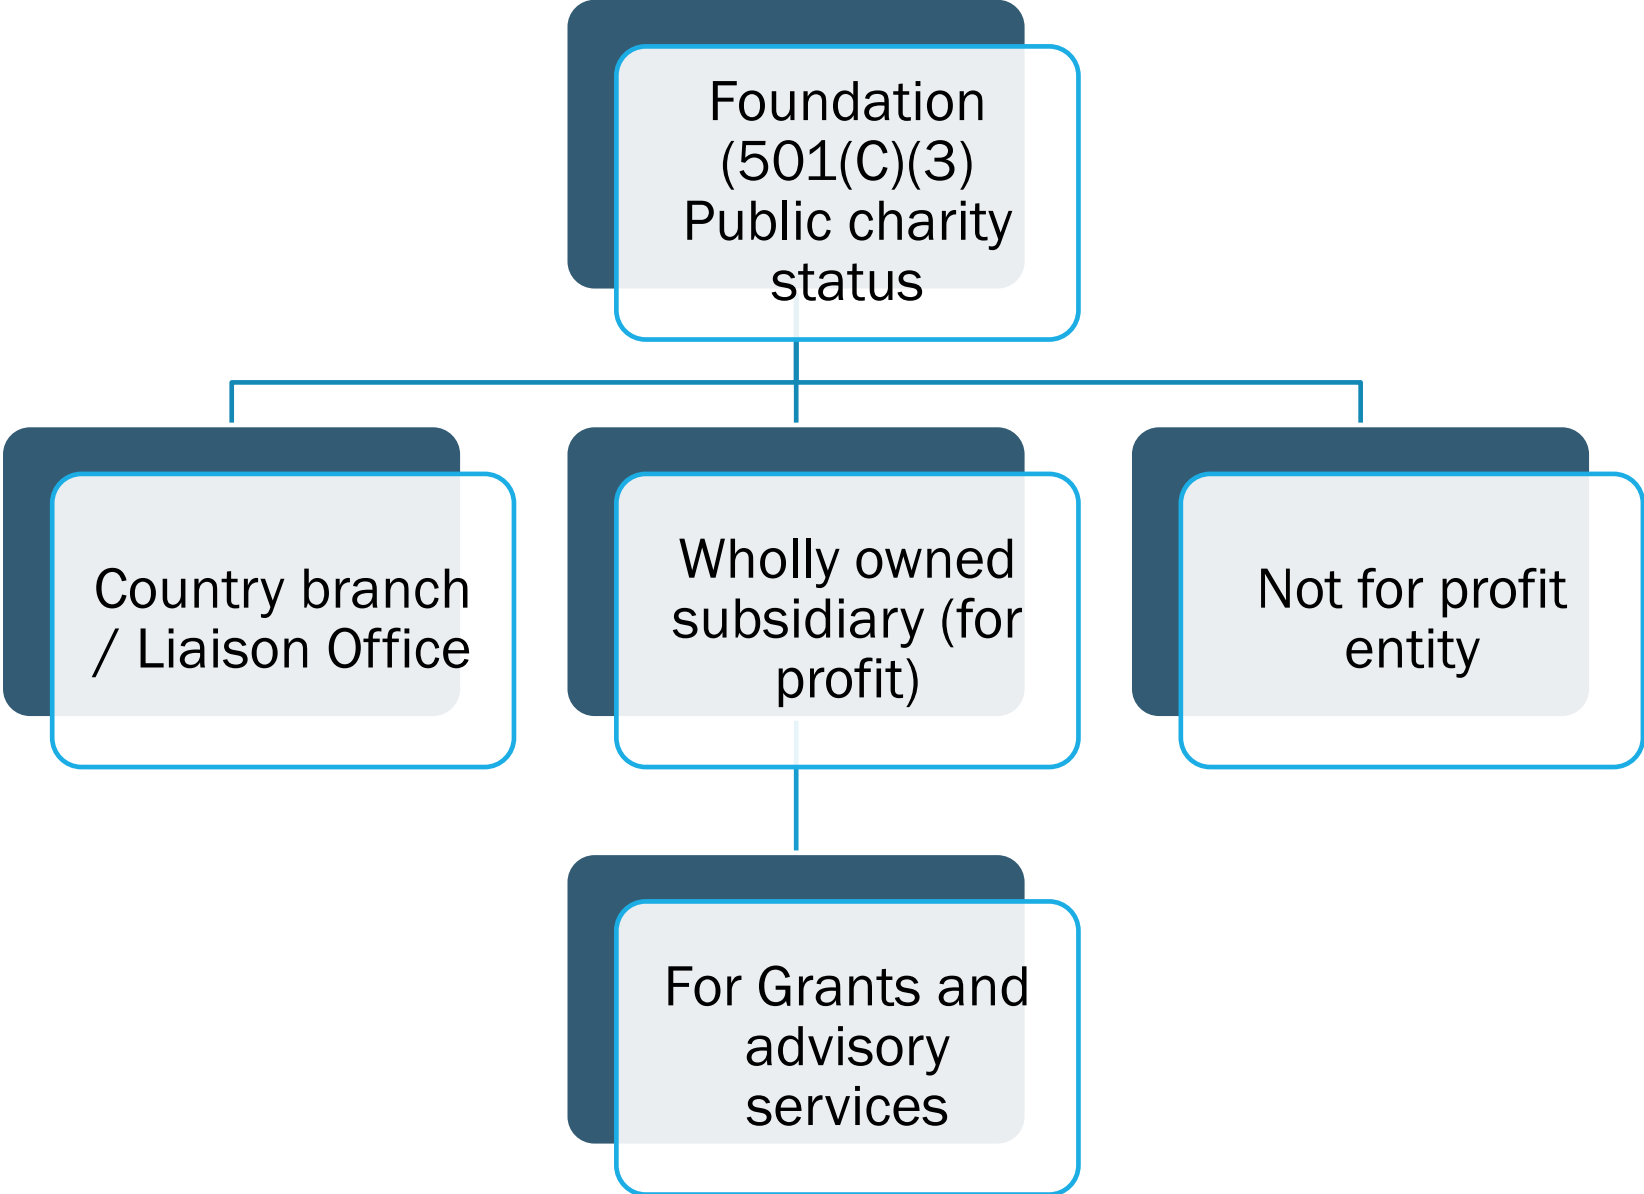 Foundation
(501(C)(3)
Public charity
status
Country branch
/ Liaison Office
Wholly owned
subsidiary (for
profit)
Not for profit
entity
For Grants and
advisory
services